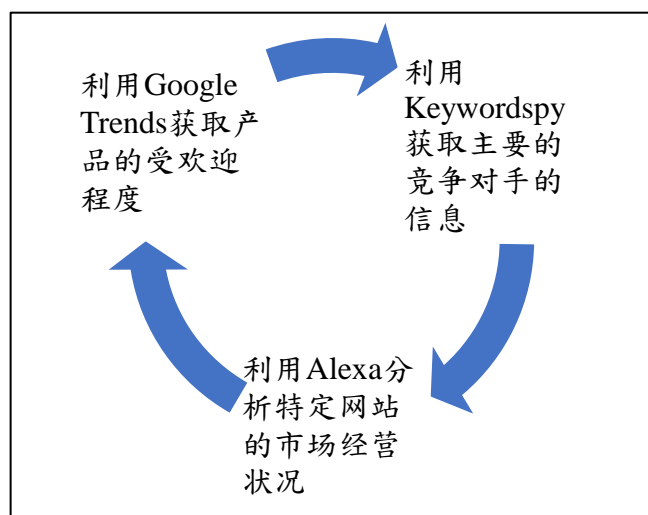 利用Google
Trends获取产
品的受欢迎
程度
利用
Keywordspy
获取主要的
竞争对手的
信息
利用Alexa分
析特定网站
的市场经营
状况